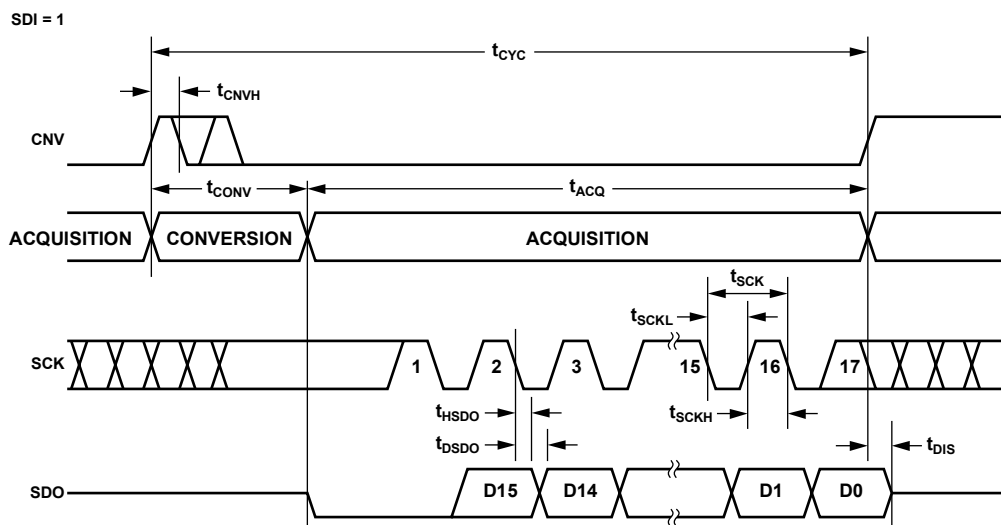 SDI = 1
tCYC
tCNVH
CNV
tCONV
tACQ
ACQUISITION
CONVERSION
ACQUISITION
tSCK
tSCKL
SCK
1
2
3
15
16
17
tHSDO
tSCKH
tDSDO
tDIS
SDO
D15
D14
D1
D0